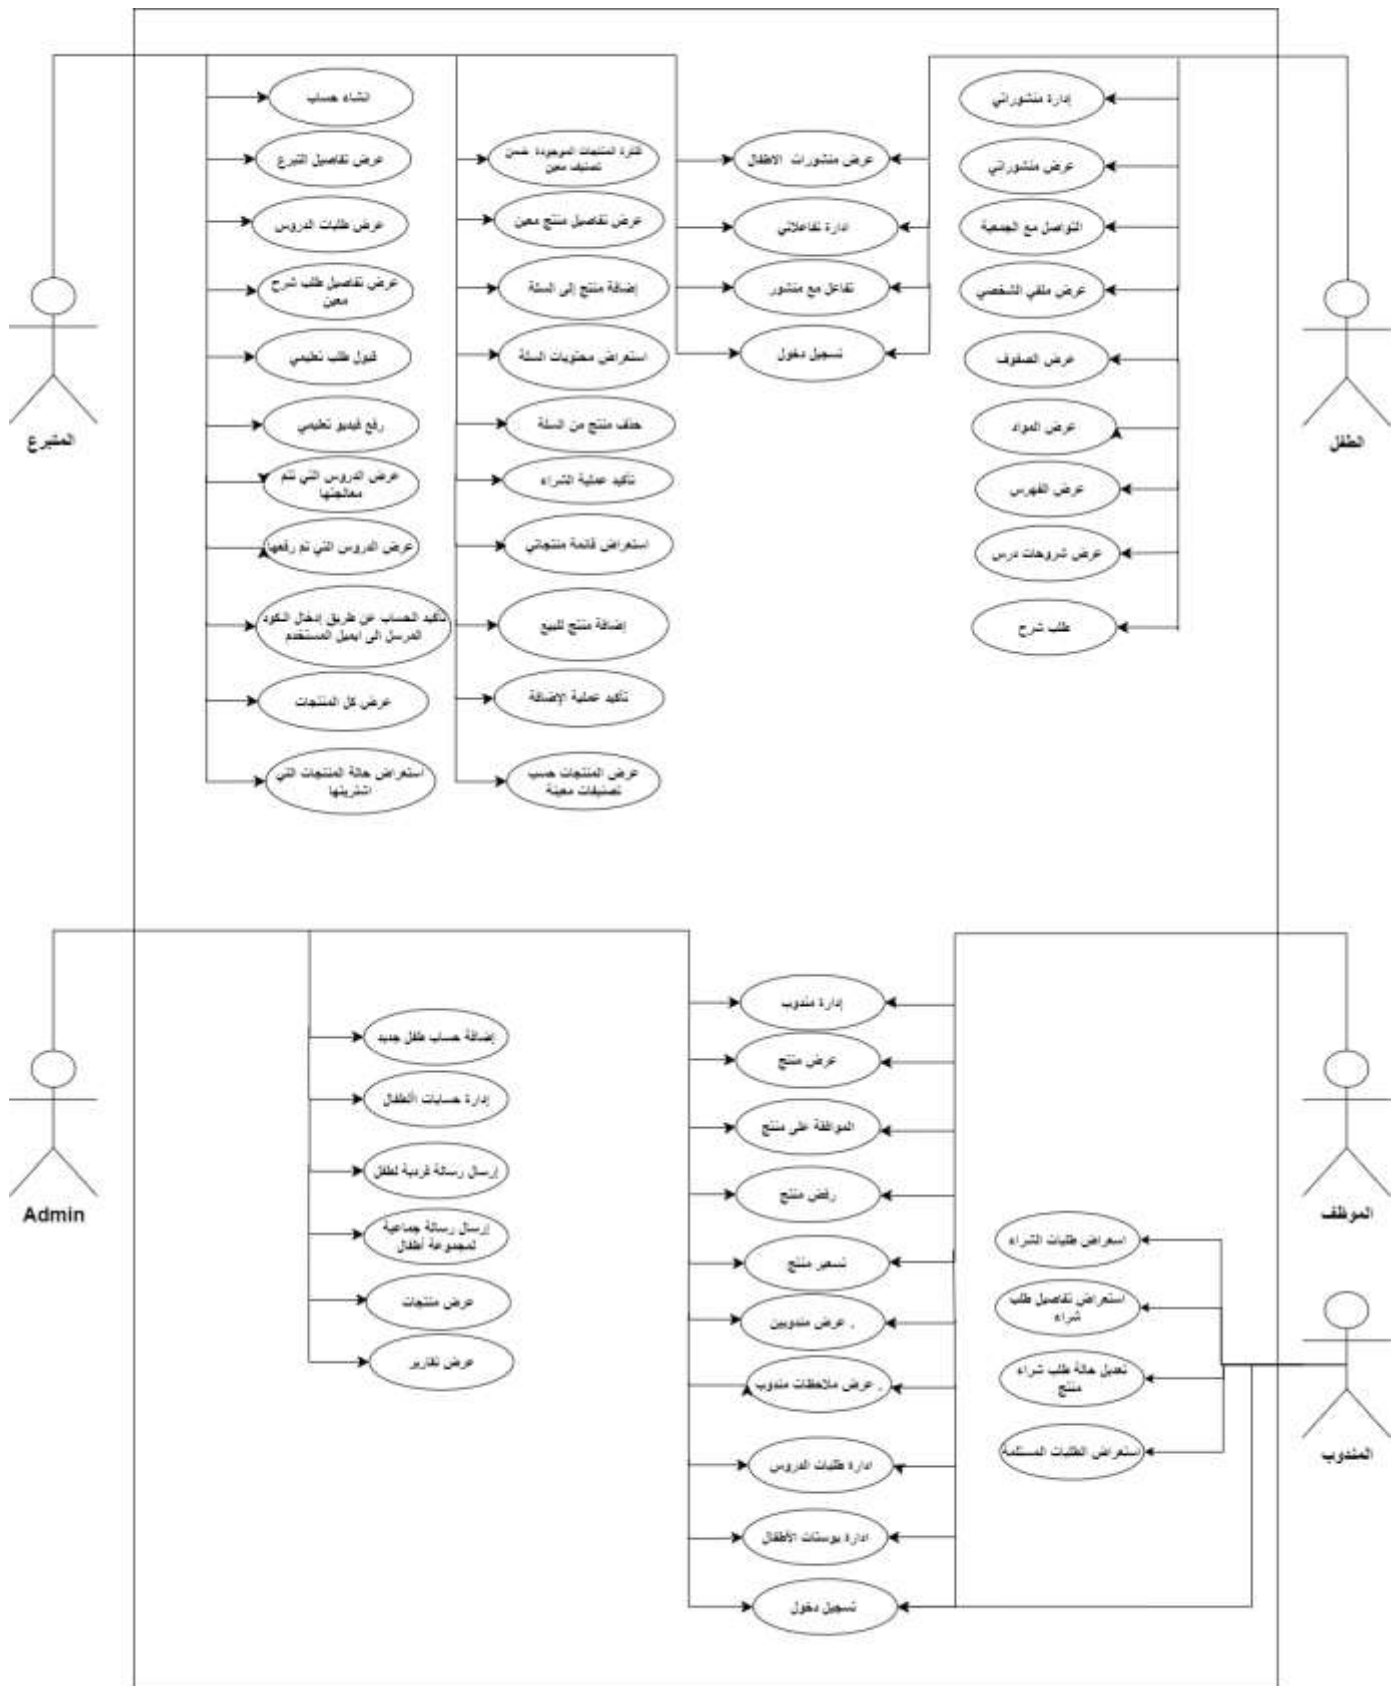 انشاء حساب
عرض تفاصيل التبرع
عرض طلبات الدروس
عرض تفاصيل طلب شرح
معين
قبول طلب تعليمي
رفع فيديو تعليمي
عرض الدروس التي تتم
معالجتها
عرض الدروس التي تم رفعها
تأكيد الحساب عن طريق إدخال الكود
المرسل الى ايميل المستخدم
عرض كل المنتجات
استعراض حالة المنتجات التي
اشتريتها
فلترة المنتجات الموجودة ضمن
تصنيف معين
عرض تفاصيل منتج معين
إضافة منتج إلى السلة
استعراض محتويات السلة
حذف منتج من السلة
تأكيد عملية الشراء
استعراض قائمة منتجاتي
إضافة منتج للبيع
تأكيد عملية الإضافة
عرض المنتجات حسب
تصنيفات معينة
عرض منشورات الاطفال
ادارة تفاعلاتي
تفاعل مع منشور
تسجيل دخول
إدارة منشوراتي
عرض منشوراتي
التواصل مع الجمعية
عرض ملفي الشخصي
عرض الصفوف
عرض المواد
عرض الفهرس
عرض شروحات درس
طلب شرح
المتبرع
الطفل
إضافة حساب طفل جديد
إدارة حسابات األطفال
إرسال رسالة فردية لطفل
إرسال رسالة جماعية
لمجموعة أطفال
عرض منتجات
عرض تقارير
Admin
إدارة مندوب
عرض منتج
الموافقة على منتج
رفض منتج
تسعير منتج
. عرض مندوبين
. عرض ملاحظات مندوب
ادارة طلبات الدروس
ادارة بوستات الأطفال
تسجيل دخول
الموظف
اسعراض طلبات الشراء
استعراض تفاصيل طلب
شراء
تعديل حالة طلب شراء
منتج
استعراض الطلبات المستلمة
المندوب